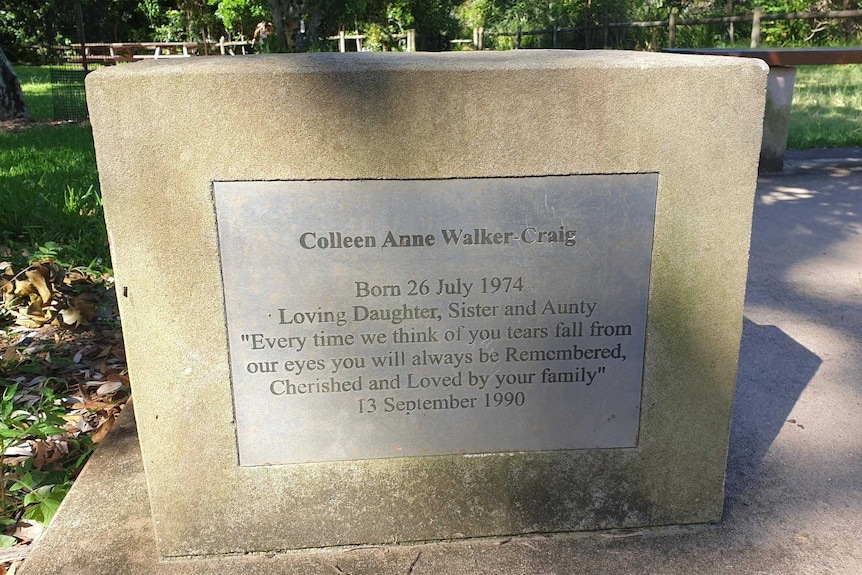 Colleen Anne Walker-Craig
Born 26 July 1974
Loving Daughter, Sister and Aunty
"Every time we think of you tears fall from
our eyes you will always be Remembered,
Cherished and Loved by your family"
13 September 1990